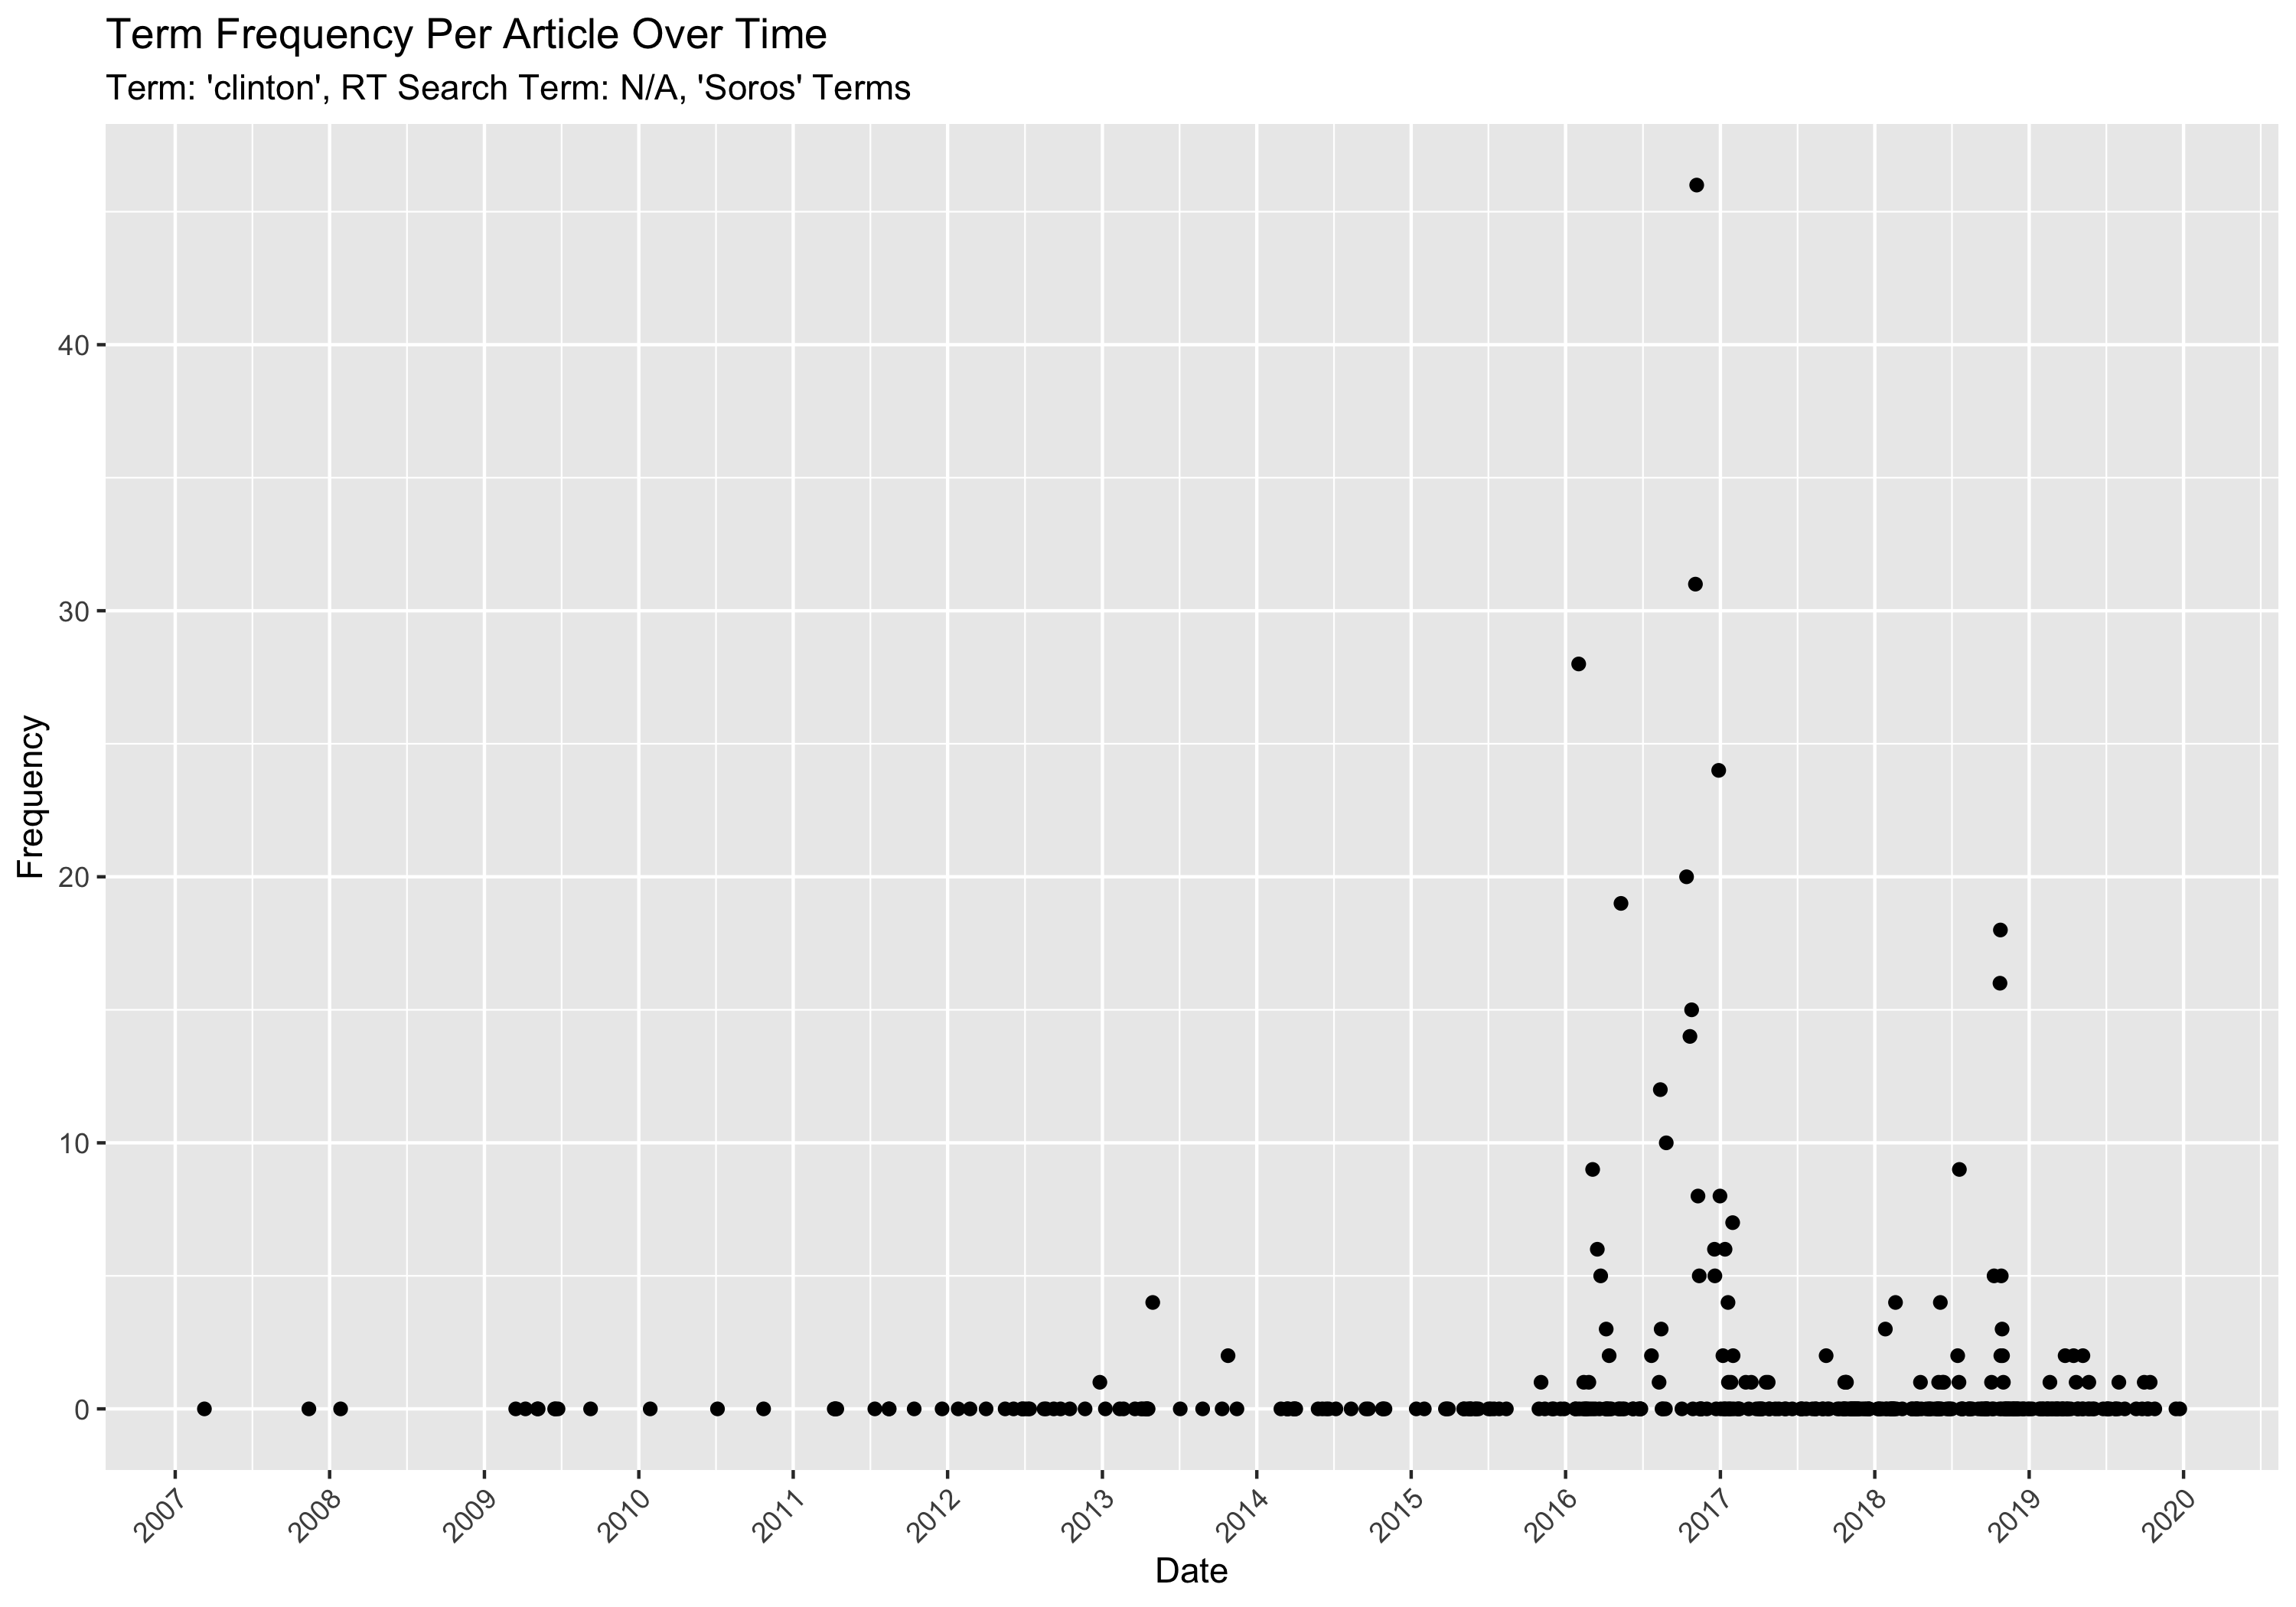 Term Frequency Per Article Over Time
Term: 'clinton', RT Search Term: N/A, 'Soros' Terms
Frequency
40
30
20
10
0
2007 2008 2009 2010 2011 2012 2013 2014 2015 2016 2017 2018 2019 2020
Date